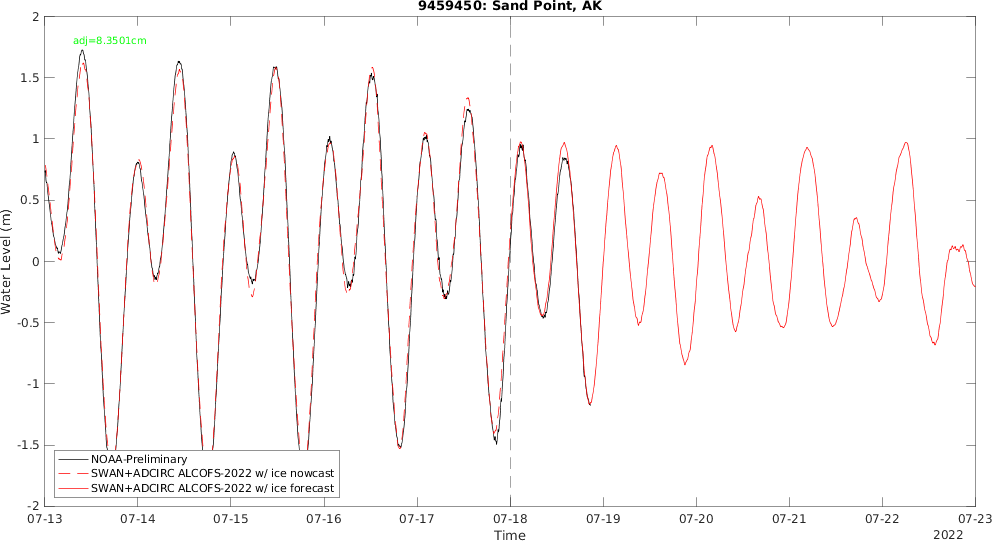 9459450: Sand Point, AK
adj=8.3501cm
Water Level (m)
2
1.5
1
0.5
0
-0.5
-1
-1.5
-2
NOAA-Preliminary
SWAN+ADCIRC ALCOFS-2022 w/ ice nowcast
SWAN+ADCIRC ALCOFS-2022 w/ ice forecast
07-13 07-14 07-15 07-16 07-17 07-18 07-19 07-20 07-21 07-22 07-23
Time
2022